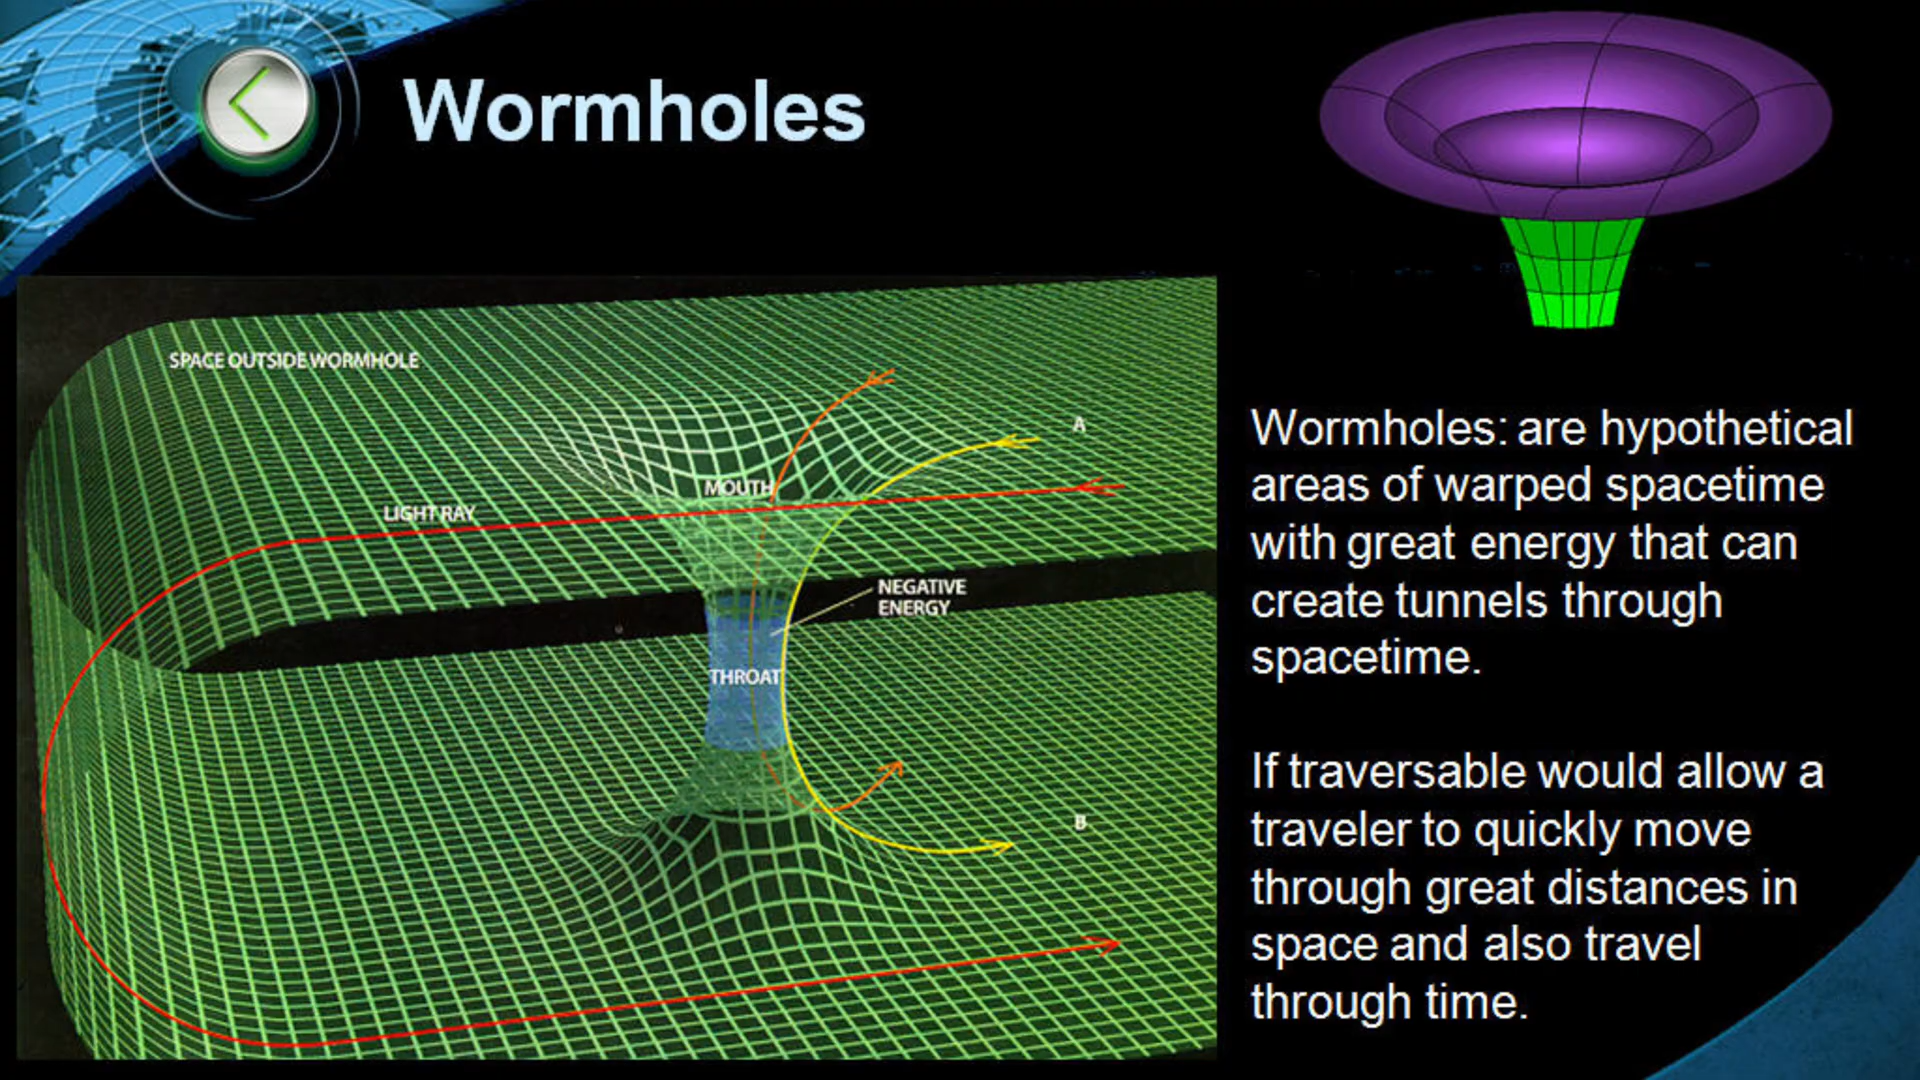 Wormholes
SPACE OUTSIDE WORMHOLE
A
MOUTH
LIGHT RAY
NEGATIVE
ENERGY
THROAT
B
Wormholes: are hypothetical
areas of warped spacetime
with great energy that can
create tunnels through
spacetime.
If traversable would allow a
traveler to quickly move
through great distances in
space and also travel
through time.